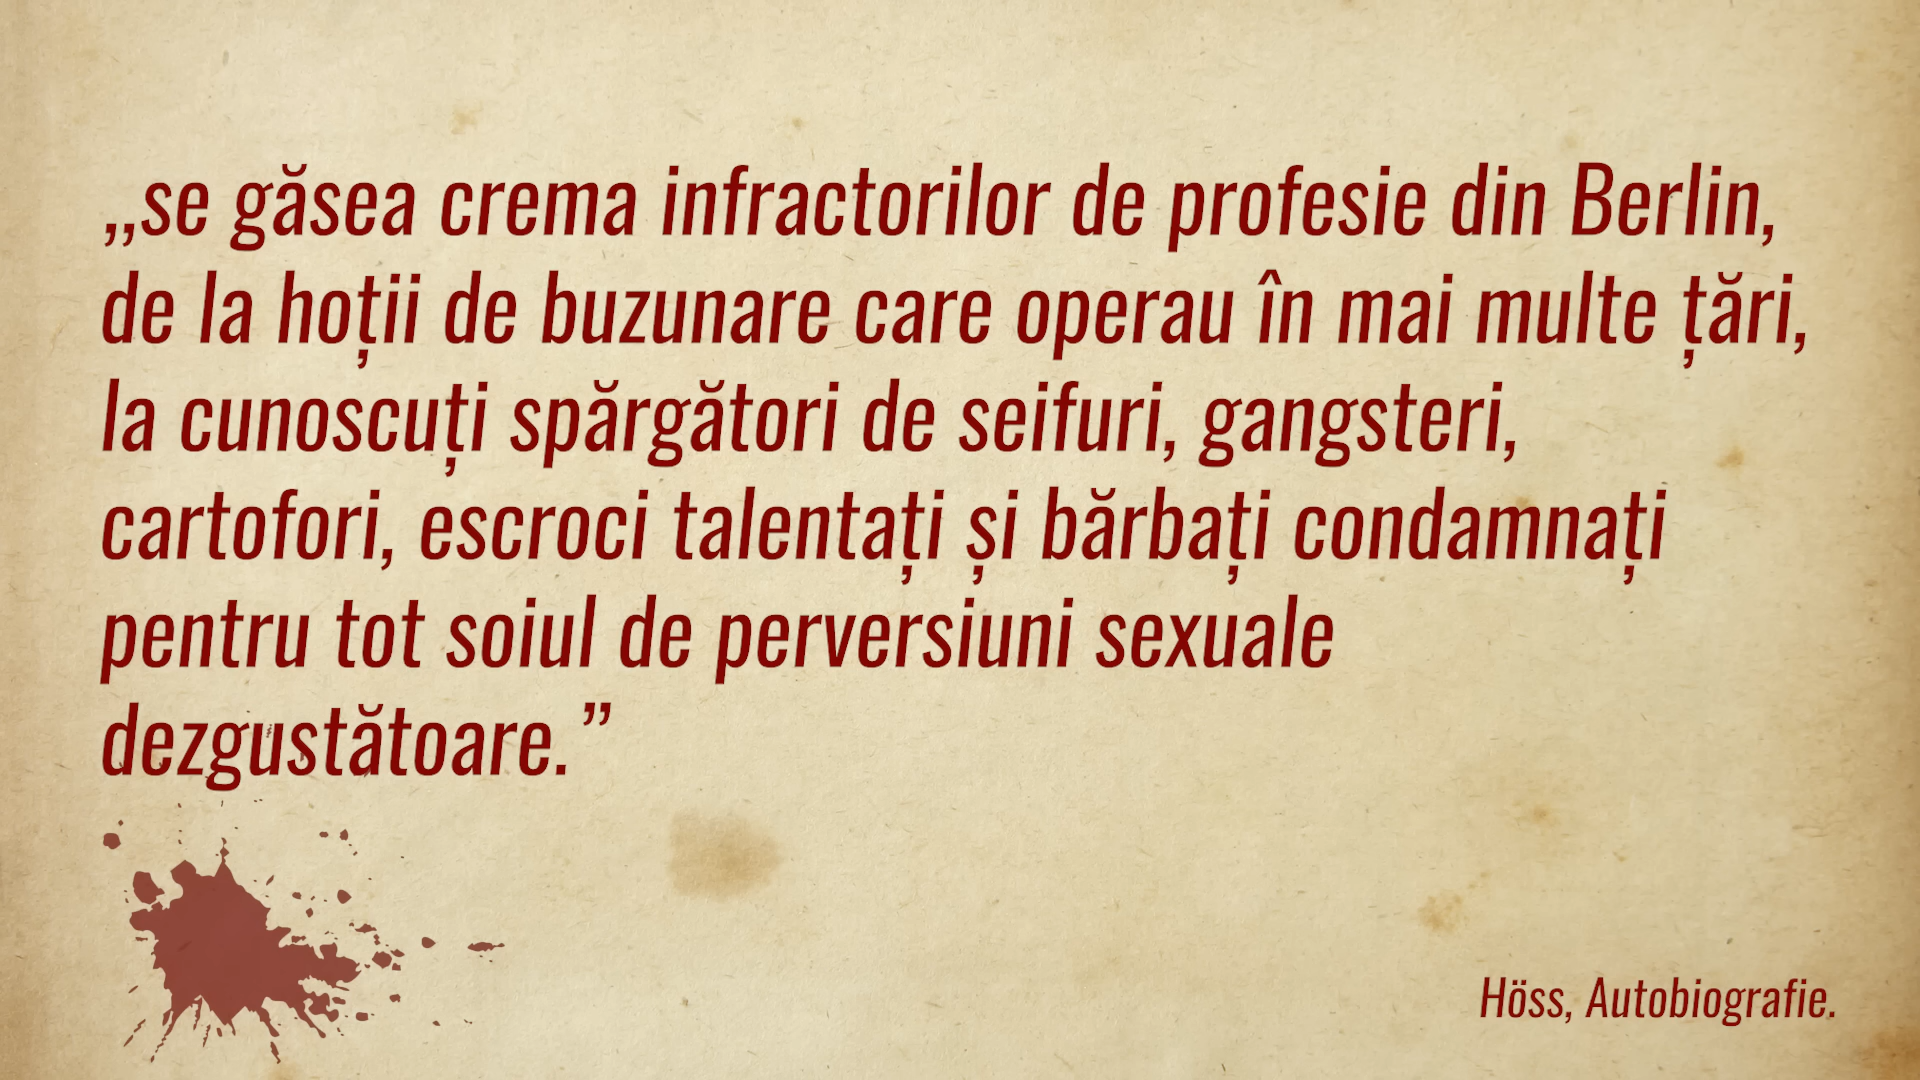 „se găsea crema infractorilor de profesie din Berlin,
de la hoții de buzunare care operau în mai multe țări,
la cunoscuți spărgători de seifuri, gangsteri,
cartofori, escroci talentați și bărbați condamnați
pentru tot soiul de perversiuni sexuale
dezgustătoare.”
Höss, Autobiografie.